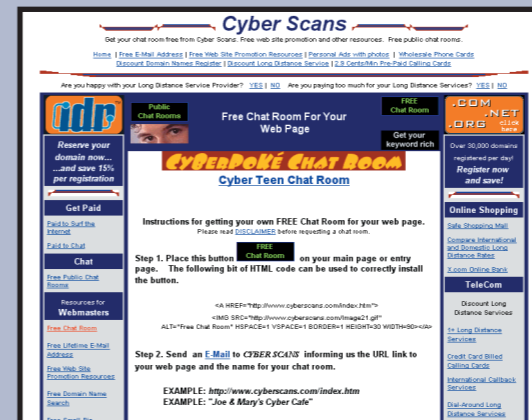 Cyber Scans
Get your chat room free from Cyber Scans. Free web site promotion and other resources. Free public chat rooms.
Home | Free E-Mail Address | Free Web Site Promotion Resources | Personal Ads with photos | Wholesale Phone Cards
Discount Domain Names Register | Discount Long Distance Service | 2.9 Cents/Min Pre-Paid Calling Cards
Are you happy with your Long Distance Service Provider? YES | NO Are you paying too much for your Long Distance Services? YES | NO
idr
Reserve your
domain now...
...and save 15%
per registration
Get Paid
Paid to Surf the
Internet
Paid to Chat
Chat
Free Public Chat
Rooms
Resources for
Webmasters
Free Chat Room
Free Lifetime E-Mail
Address
Free Web Site
Promotion Resources
Free Domain Name
Search
Public
Chat Rooms
Free Chat Room For Your
Web Page
FREE
Chat Room
Get your
keyword rich
CYBERPOKÉ CHAT ROOM
Cyber Teen Chat Room
Instructions for getting your own FREE Chat Room for your web page.
Please read DISCLAIMER before requesting a chat room.
Step 1. Place this button FREE Chat Room on your main page or entry
page. The following bit of HTML code can be used to correctly install
the button.
<A HREF="http://www.cyberscans.com/index.htm">
<IMG SRC="http://www.cyberscans.com/Image21.gif"
ALT="Free Chat Room" HSPACE=1 VSPACE=1 BORDER=1 HEIGHT=30 WIDTH=90></A>
Step 2. Send an E-Mail to CYBER SCANS informing us the URL link to
your web page and the name for your chat room.
EXAMPLE: http://www.cyberscans.com/index.htm
EXAMPLE: "Joe & Mary's Cyber Cafe"
.COM
.NET
.ORG click
here
Over 30,000 domains
registered per day!
Register now
and save!
Online Shopping
Safe Shopping Mall
Compare International
and Domestic Long
Distance Rates
X.com Online Bank
TeleCom
Discount Long
Distance Services
1+ Long Distance
Services
Credit Card Billed
Calling Cards
International Callback
Services
Dial-Around Long
Distance Services